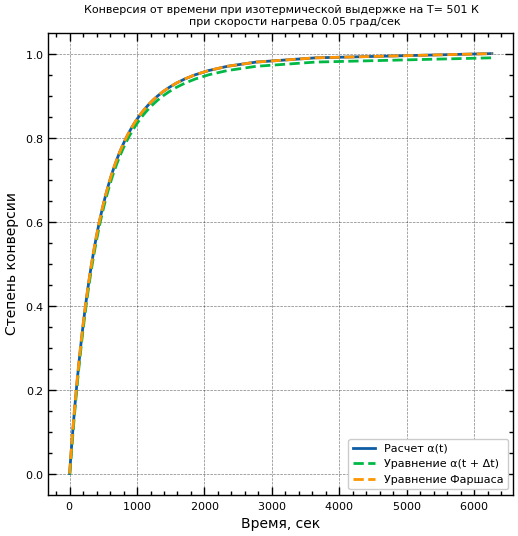 Конверсия от времени при изотермической выдержке на T= 501 К
при скорости нагрева 0.05 град/сек
Степень конверсии
1.0
0.8
0.6
0.4
0.2
0.0
0 1000 2000 3000 4000 5000 6000
Время, сек
Расчет α(t)
Уравнение α(t + Δt)
Уравнение Фаршаса